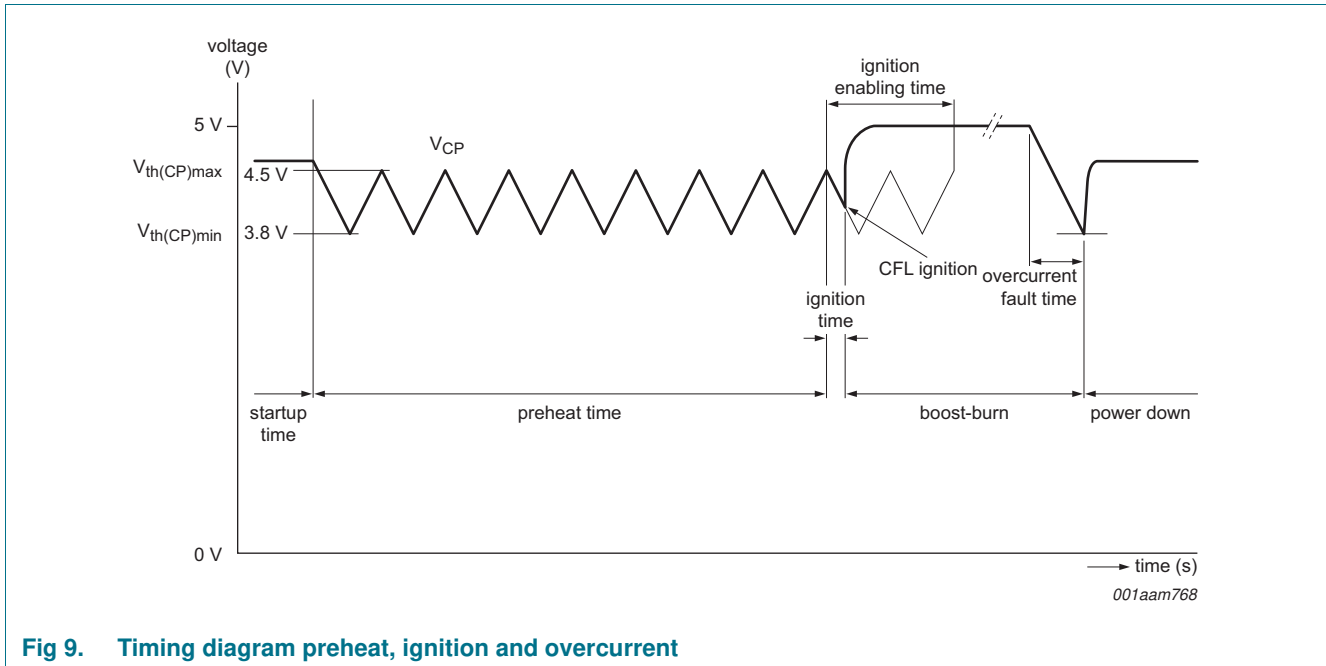 voltage
(V)
5 V
V_CP
V_th(CP)max
4.5 V
V_th(CP)min
3.8 V
ignition
enabling time
CFL ignition
overcurrent
fault time
ignition
time
startup
time
preheat time
boost-burn
power down
0 V
time (s)
001aam768
Fig 9. Timing diagram preheat, ignition and overcurrent